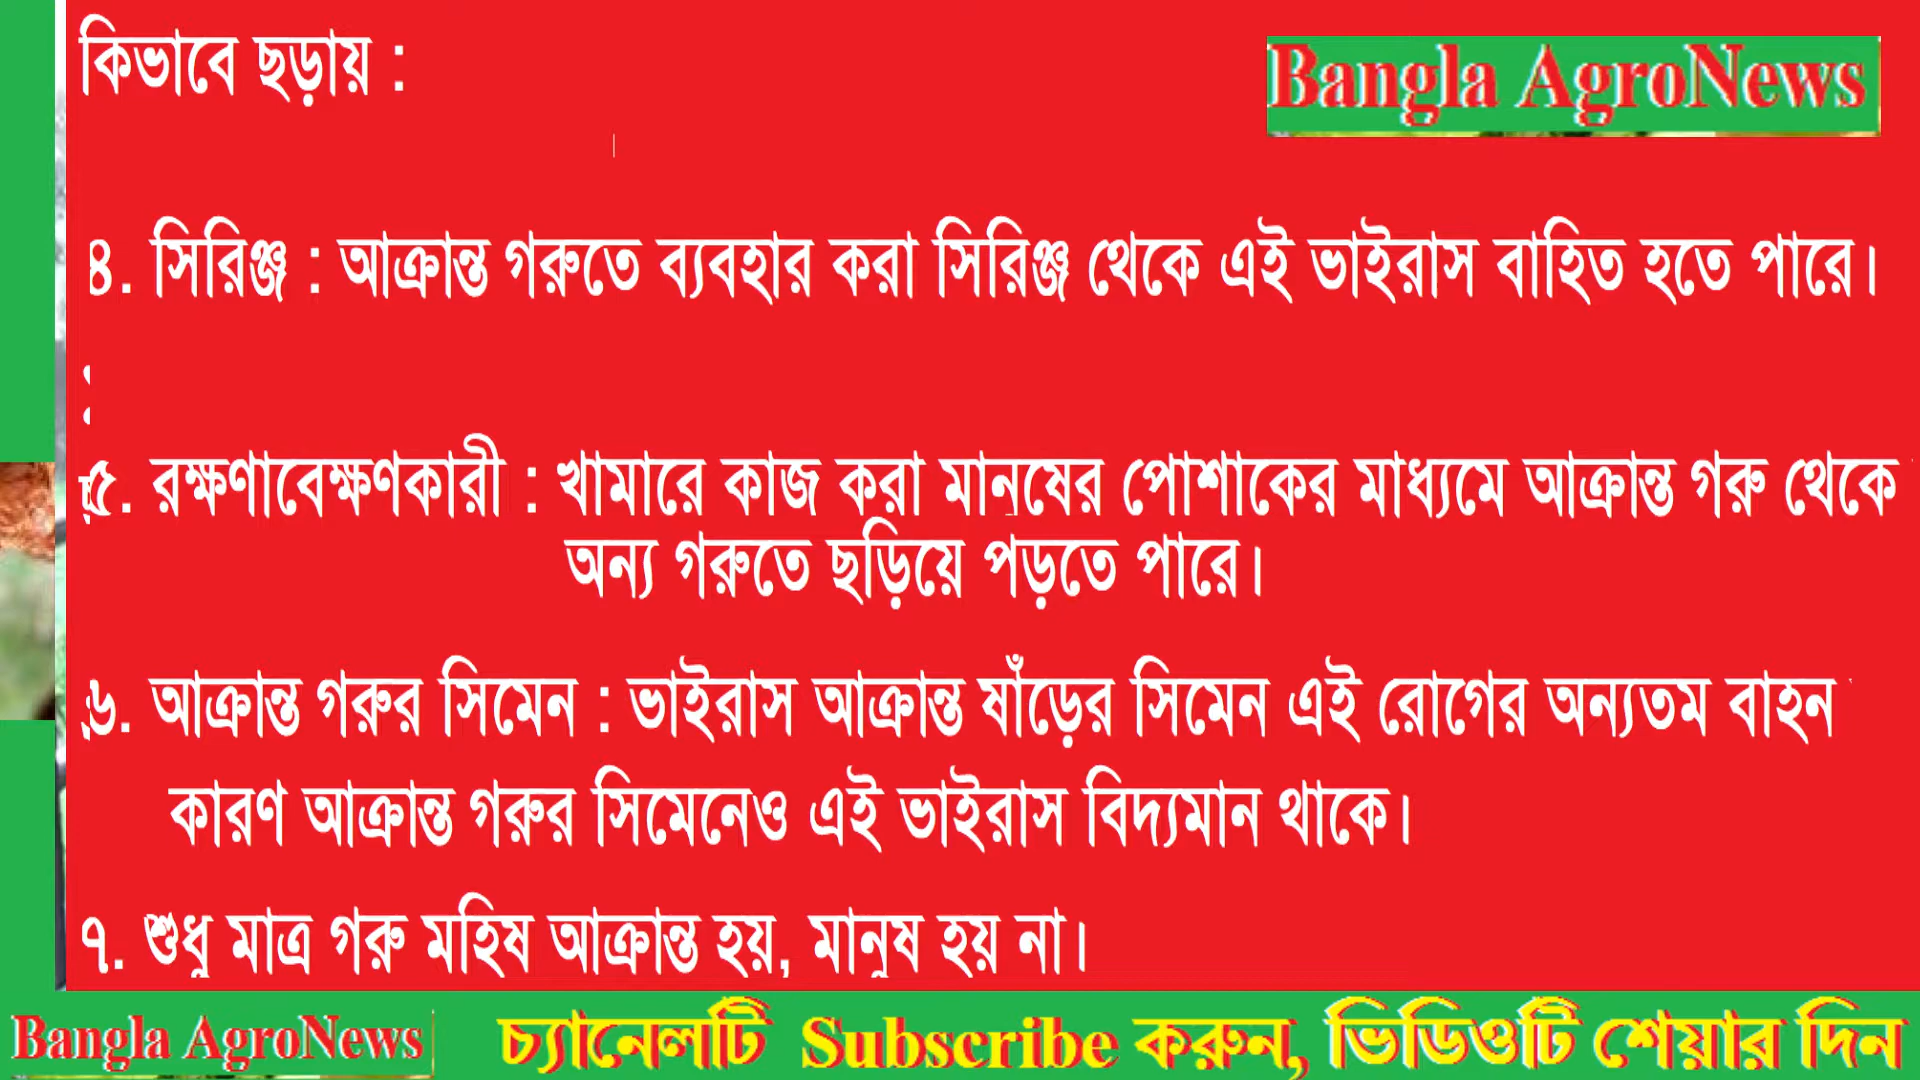 কিভাবে ছড়ায় :
Bangla AgroNews
৪. সিরিঞ্জ : আক্রান্ত গরুতে ব্যবহার করা সিরিঞ্জ থেকে এই ভাইরাস বাহিত হতে পারে।
৫. রক্ষণাবেক্ষণকারী : খামারে কাজ করা মানুষের পোশাকের মাধ্যমে আক্রান্ত গরু থেকে
অন্য গরুতে ছড়িয়ে পড়তে পারে।
৬. আক্রান্ত গরুর সিমেন : ভাইরাস আক্রান্ত ষাঁড়ের সিমেন এই রোগের অন্যতম বাহন
কারণ আক্রান্ত গরুর সিমেনেও এই ভাইরাস বিদ্যমান থাকে।
৭. শুধু মাত্র গরু মহিষ আক্রান্ত হয়, মানুষ হয় না।
Bangla AgroNews চ্যানেলটি Subscribe করুন, ভিডিওটি শেয়ার দিন